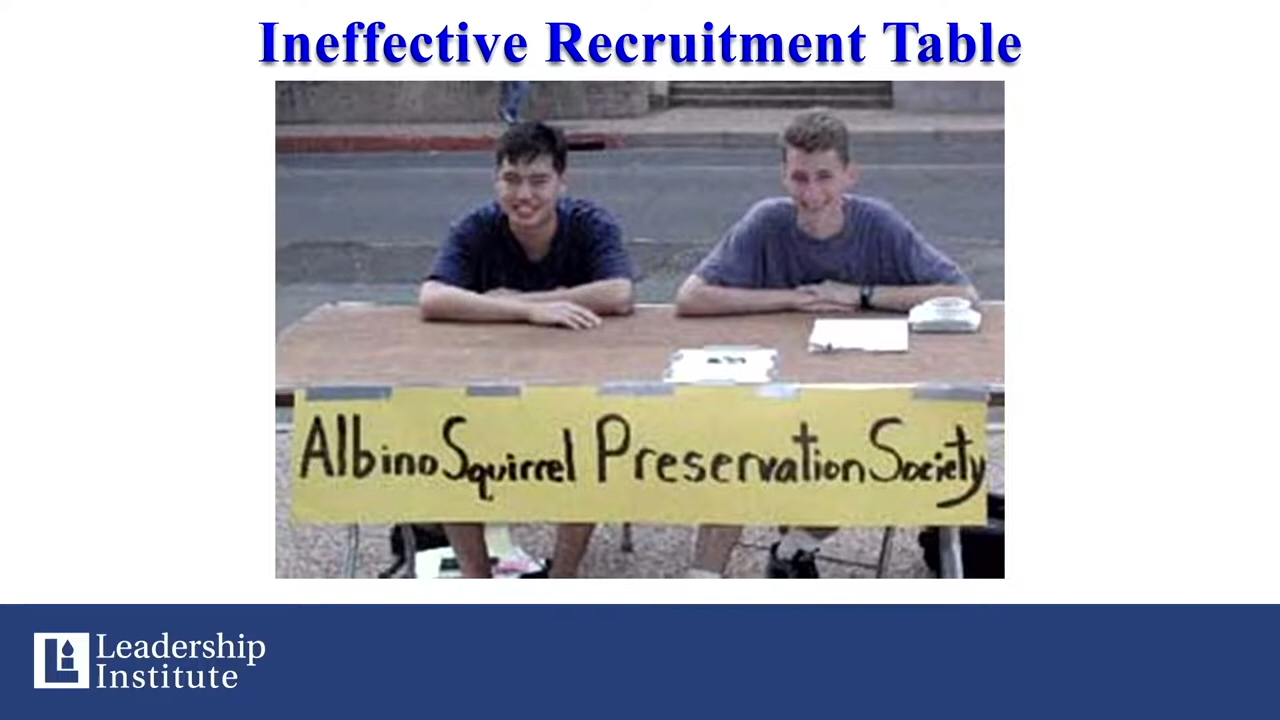 Ineffective Recruitment Table
Albino Squirrel Preservation Society
Leadership
Institute